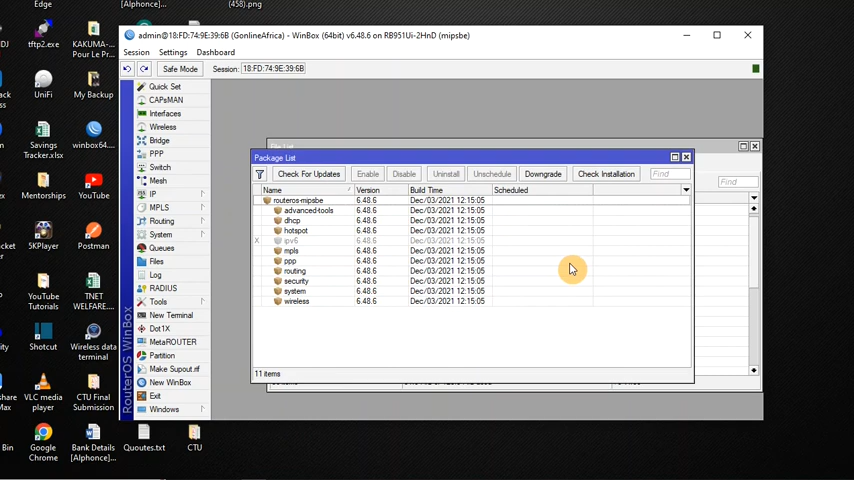 Edge
(458).png
DJ
tftp2.exe
KAKUMA-
Pour Le Pr...
UniFi
My Backup
ns
Savings
Tracker.xlsx
winbox64....
Mentorships
YouTube
5KPlayer
Postman
YouTube
Tutorials
TNET
WELFARE...
Shotcut
Wireless data
terminal
share
Max
VLC media
player
CTU Final
Submission
Bin
Google
Chrome
Bank Details
[Alphonce]...
Quoutes.txt
CTU
admin@18:FD:74:9E:39:6B (GonlineAfrica) - WinBox (64bit) v6.48.6 on RB951Ui-2HnD (mipsbe)
Session Settings Dashboard
Safe Mode Session: 18:FD:74:9E:39:6B
Quick Set
CAPsMAN
Interfaces
Wireless
Bridge
PPP
Switch
Mesh
IP
MPLS
Routing
System
Queues
Files
Log
RADIUS
Tools
New Terminal
Dot1X
MetaROUTER
Partition
Make Supout.rif
New WinBox
Exit
Windows
RouterOS WinBox
Find
Package List
Check For Updates Enable Disable Uninstall Unschedule Downgrade Check Installation Find
Name Version Build Time Scheduled
routeros-mipsbe 6.48.6 Dec/03/2021 12:15:05
advanced-tools 6.48.6 Dec/03/2021 12:15:05
dhcp 6.48.6 Dec/03/2021 12:15:05
hotspot 6.48.6 Dec/03/2021 12:15:05
X ipv6 6.48.6 Dec/03/2021 12:15:05
mpls 6.48.6 Dec/03/2021 12:15:05
ppp 6.48.6 Dec/03/2021 12:15:05
routing 6.48.6 Dec/03/2021 12:15:05
security 6.48.6 Dec/03/2021 12:15:05
system 6.48.6 Dec/03/2021 12:15:05
wireless 6.48.6 Dec/03/2021 12:15:05
11 items